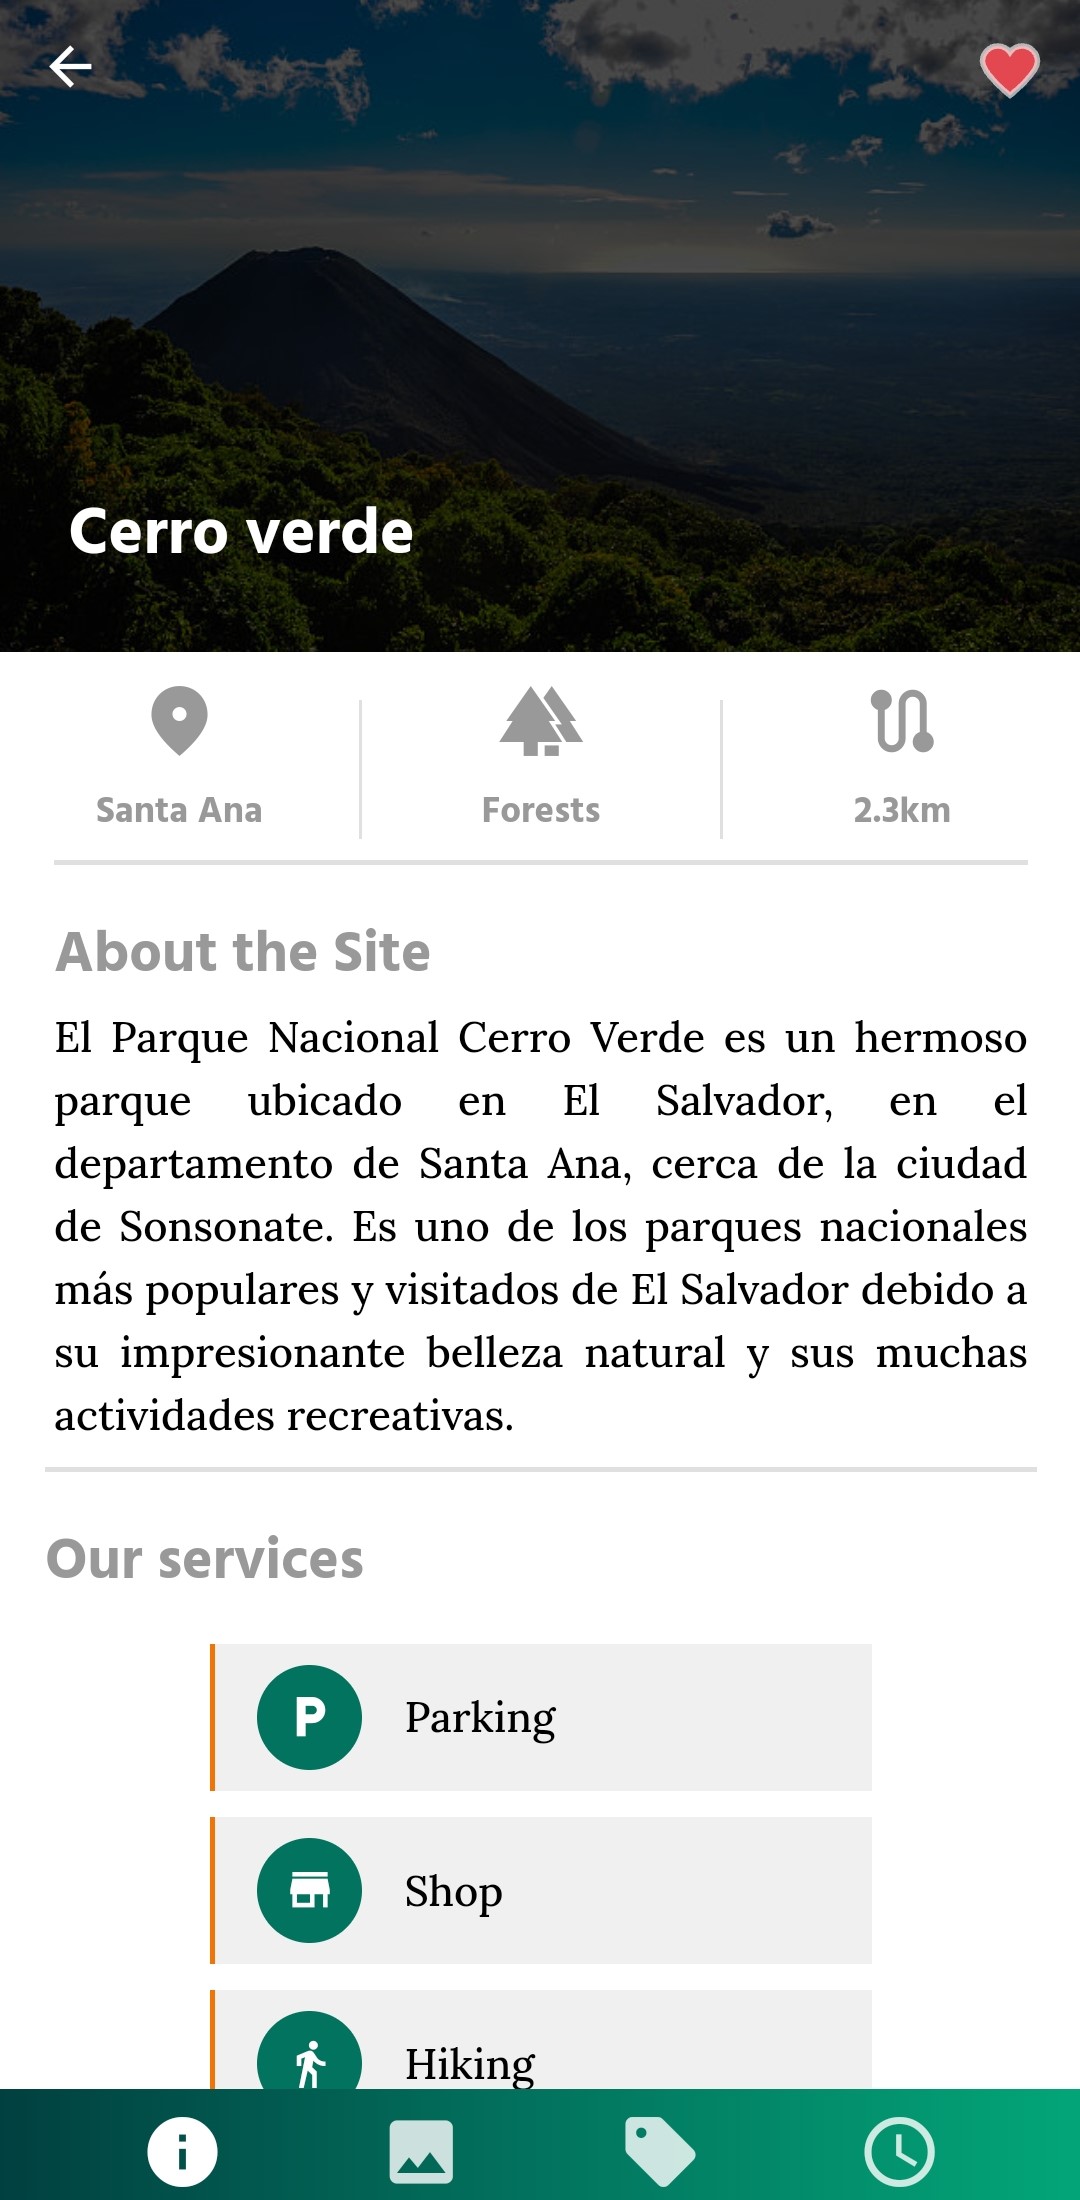 Cerro verde
Santa Ana
Forests
2.3km
About the Site
El Parque Nacional Cerro Verde es un hermoso
parque ubicado en El Salvador, en el
departamento de Santa Ana, cerca de la ciudad
de Sonsonate. Es uno de los parques nacionales
más populares y visitados de El Salvador debido a
su impresionante belleza natural y sus muchas
actividades recreativas.
Our services
P
Parking
Shop
Hiking